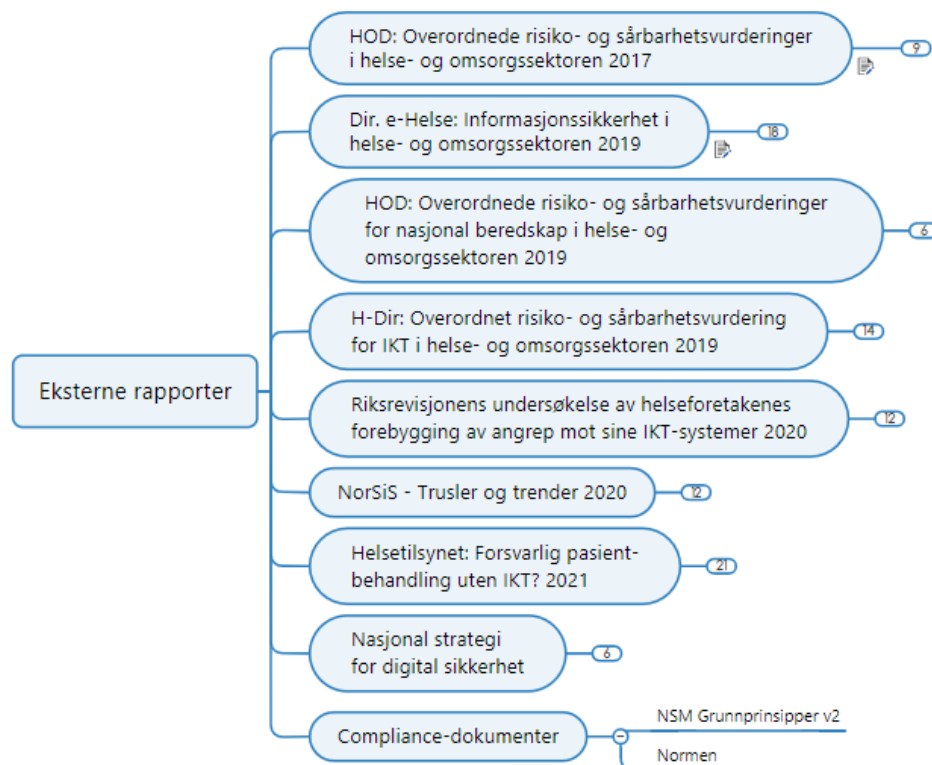 HOD: Overordnede risiko- og sårbarhetsvurderinger
i helse- og omsorgssektoren 2017
9
Dir. e-Helse: Informasjonssikkerhet i
helse- og omsorgssektoren 2019
18
HOD: Overordnede risiko- og sårbarhetsvurderinger
for nasjonal beredskap i helse- og
omsorgssektoren 2019
6
H-Dir: Overordnet risiko- og sårbarhetsvurdering
for IKT i helse- og omsorgssektoren 2019
14
Eksterne rapporter
Riksrevisjonens undersøkelse av helseforetakenes
forebygging av angrep mot sine IKT-systemer 2020
12
NorSiS - Trusler og trender 2020
12
Helsetilsynet: Forsvarlig pasient-
behandling uten IKT? 2021
21
Nasjonal strategi
for digital sikkerhet
6
Compliance-dokumenter
NSM Grunnprinsipper v2
Normen